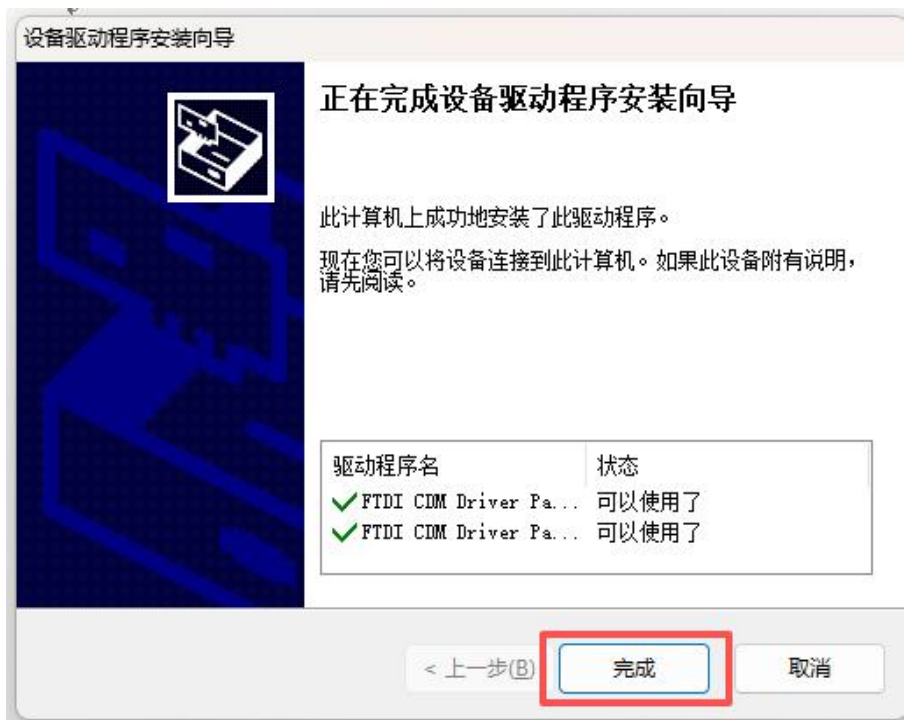 设备驱动程序安装向导
正在完成设备驱动程序安装向导
此计算机上成功地安装了此驱动程序。
现在您可以将设备连接到此计算机。如果此设备附有说明，
请先阅读。
驱动程序名 状态
FTDI CDM Driver Pa... 可以使用了
FTDI CDM Driver Pa... 可以使用了
< 上一步(B) 完成 取消